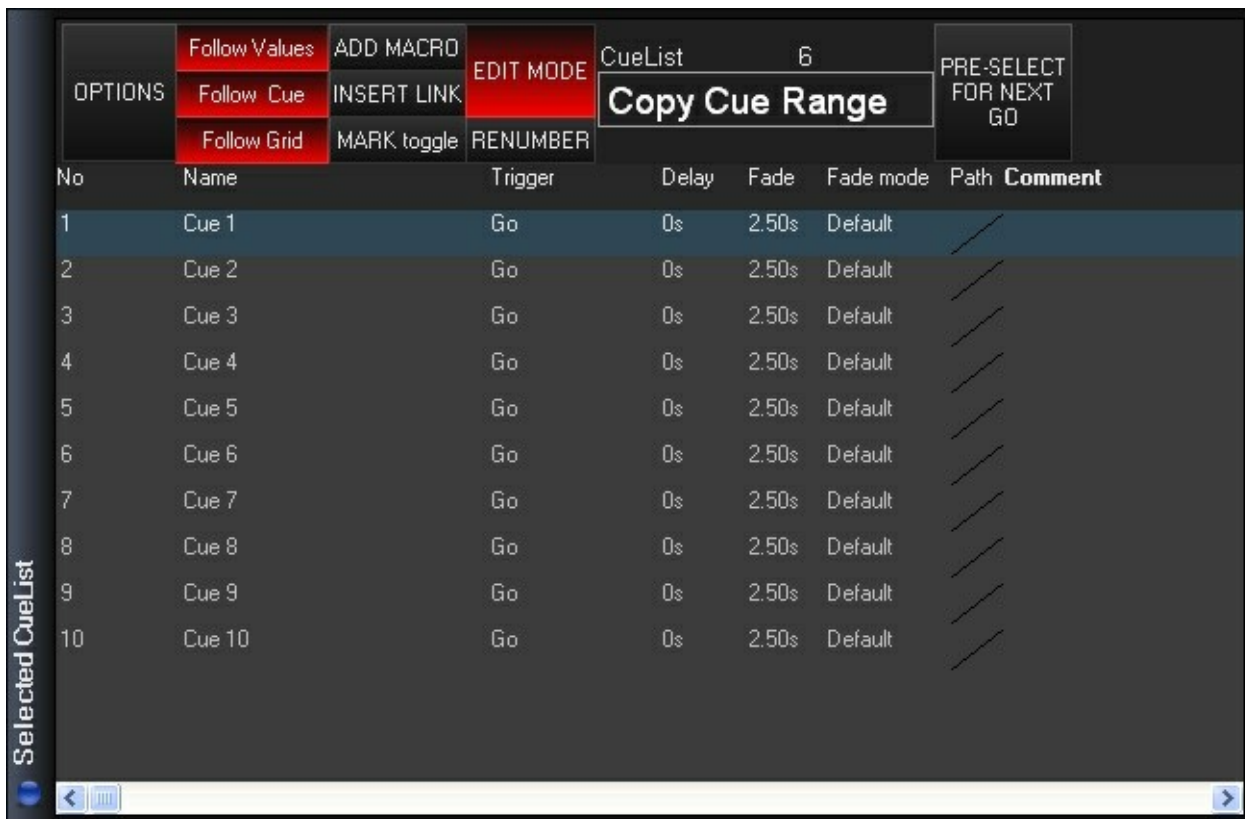 OPTIONS
Follow Values
Follow Cue
Follow Grid
ADD MACRO
INSERT LINK
MARK toggle
EDIT MODE
RENUMBER
CueList 6
Copy Cue Range
PRE-SELECT
FOR NEXT
GO
No Name Trigger Delay Fade Fade mode Path Comment
1 Cue 1 Go 0s 2.50s Default
2 Cue 2 Go 0s 2.50s Default
3 Cue 3 Go 0s 2.50s Default
4 Cue 4 Go 0s 2.50s Default
5 Cue 5 Go 0s 2.50s Default
6 Cue 6 Go 0s 2.50s Default
7 Cue 7 Go 0s 2.50s Default
8 Cue 8 Go 0s 2.50s Default
9 Cue 9 Go 0s 2.50s Default
10 Cue 10 Go 0s 2.50s Default
Selected CueList